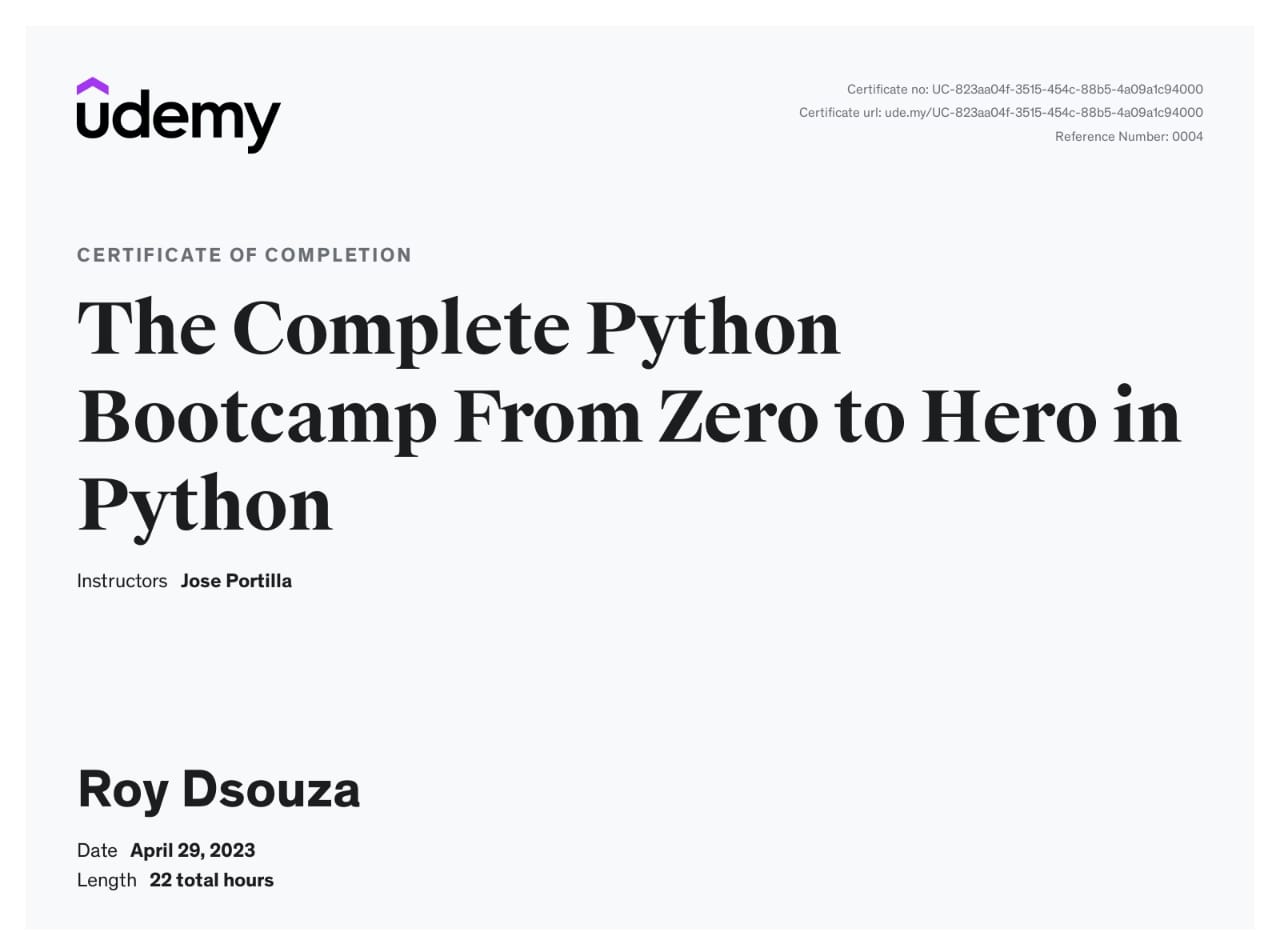 udemy
Certificate no: UC-823aa04f-3515-454c-88b5-4a09a1c94000
Certificate url: ude.my/UC-823aa04f-3515-454c-88b5-4a09a1c94000
Reference Number: 0004
CERTIFICATE OF COMPLETION
The Complete Python
Bootcamp From Zero to Hero in
Python
Instructors Jose Portilla
Roy Dsouza
Date April 29, 2023
Length 22 total hours